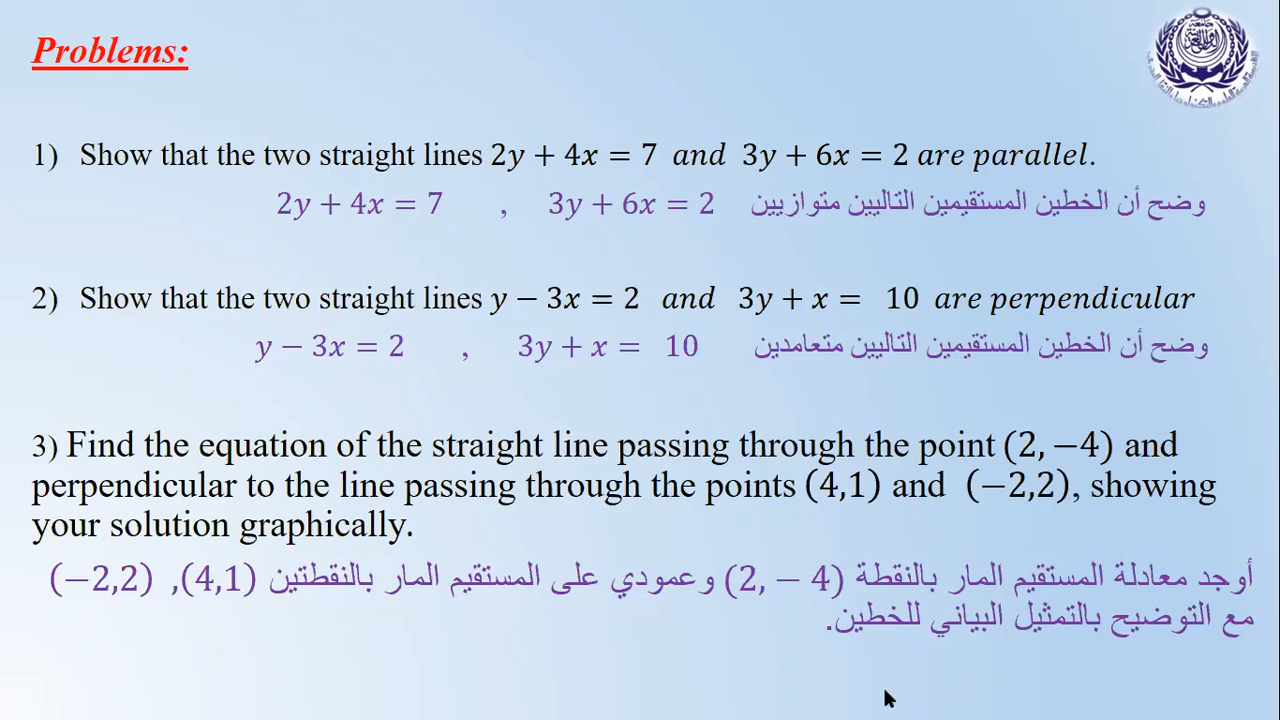 Problems:
1) Show that the two straight lines 2y + 4x = 7 and 3y + 6x = 2 are parallel.
وضح أن الخطين المستقيمين التاليين متوازيين 2y + 4x = 7 , 3y + 6x = 2
2) Show that the two straight lines y − 3x = 2 and 3y + x = 10 are perpendicular
وضح أن الخطين المستقيمين التاليين متعامدين y − 3x = 2 , 3y + x = 10
3) Find the equation of the straight line passing through the point (2, −4) and
perpendicular to the line passing through the points (4,1) and (−2,2), showing
your solution graphically.
أوجد معادلة المستقيم المار بالنقطة (2, − 4) وعمودي على المستقيم المار بالنقطتين (4,1), (−2,2)
مع التوضيح بالتمثيل البياني للخطين.